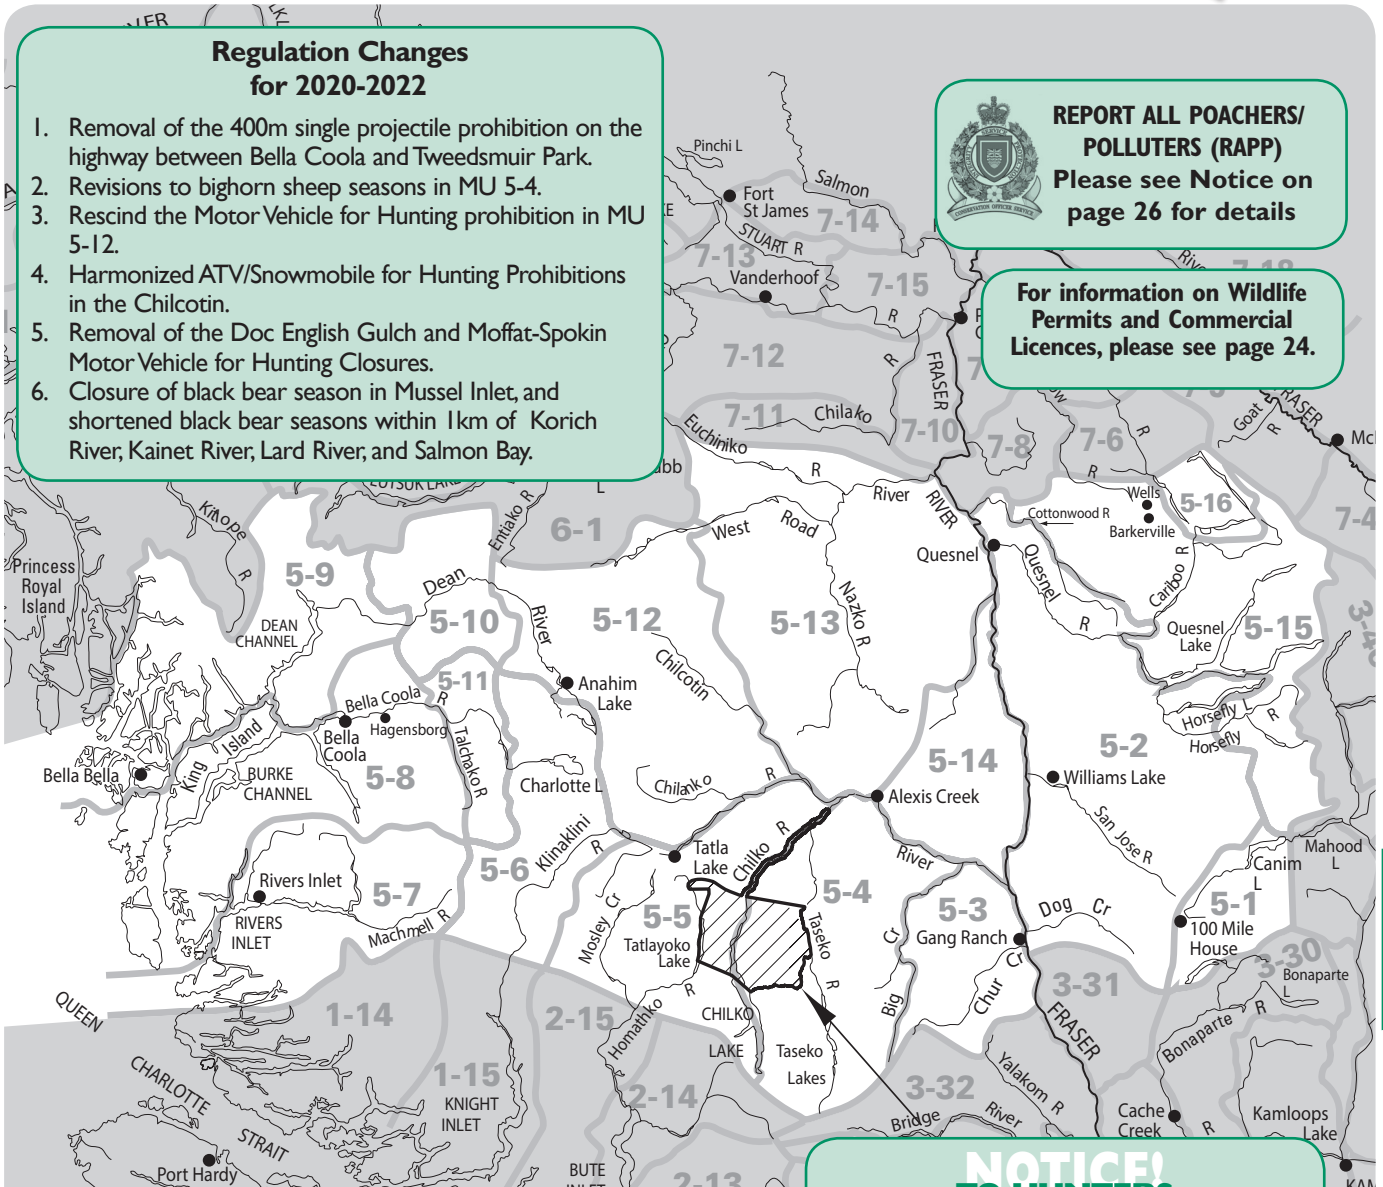 Regulation Changes
for 2020-2022
1. Removal of the 400m single projectile prohibition on the
highway between Bella Coola and Tweedsmuir Park.
2. Revisions to bighorn sheep seasons in MU 5-4.
3. Rescind the Motor Vehicle for Hunting prohibition in MU
5-12.
4. Harmonized ATV/Snowmobile for Hunting Prohibitions
in the Chilcotin.
5. Removal of the Doc English Gulch and Moffat-Spokin
Motor Vehicle for Hunting Closures.
6. Closure of black bear season in Mussel Inlet, and
shortened black bear seasons within 1km of Korich
River, Kainet River, Lard River, and Salmon Bay.
REPORT ALL POACHERS/
POLLUTERS (RAPP)
Please see Notice on
page 26 for details
CONSERVATION OFFICER SERVICE
For information on Wildlife
Permits and Commercial
Licences, please see page 24.
Pinchi L
Salmon
Fort
St James
7-14
STUART R
7-13
Vanderhoof
7-15
R
7-12
R
FRASER
7-11
Chilako
7-10
7-8
7-6
R
Goat
R
FRASER
Euchiniko
R
River
RIVER
R
Wells
5-16
Cottonwood R
Barkerville
7-4
L
6-1
Entiako R
West
Road
Quesnel
Quesnel
R
Cariboo R
Kitlope
R
Princess
Royal
Island
5-9
Dean
River
5-10
5-12
5-13
Nazko R
Quesnel
Lake
5-15
DEAN
CHANNEL
Chilcotin
5-11
Anahim
Lake
Bella Coola
R
Hagensborg
Bella
Coola
Talchako R
Horsefly L
R
Horsefly
King
Island
5-2
5-14
Bella Bella
BURKE
CHANNEL
5-8
Charlotte L
Chilanko
R
Alexis Creek
Williams Lake
San Jose R
Klinaklini
R
Tatla
Lake
Chilko
R
River
Canim
L
Mahood
L
5-6
Rivers Inlet
5-7
RIVERS
INLET
Machmell R
Mosley Cr
5-5
Tatlayoko
Lake
5-4
Taseko
R
5-3
Gang Ranch
Dog Cr
5-1
100 Mile
House
Big
Cr
Chur
Cr
3-30
Bonaparte
L
3-31
QUEEN
CHARLOTTE
STRAIT
1-14
2-15
Homathko
R
CHILKO
LAKE
Taseko
Lakes
FRASER
Bonaparte R
1-15
KNIGHT
INLET
2-14
3-32
Yalakom R
Bridge
River
Cache
Creek
R
Kamloops
Lake
Port Hardy
BUTE
2-13
NOTICE!
TO HUNTERS